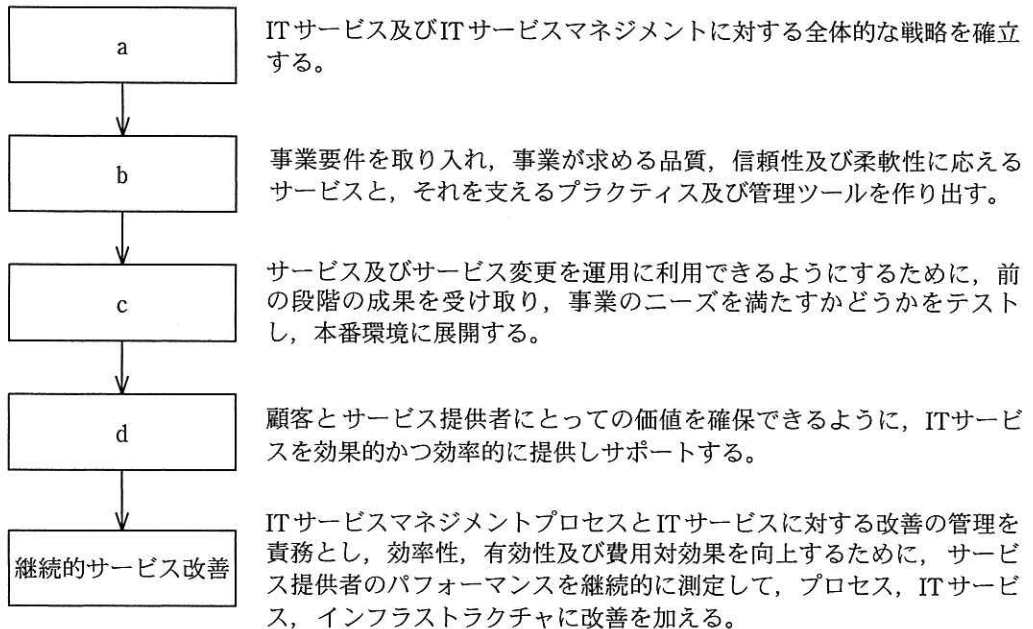 a
ITサービス及びITサービスマネジメントに対する全体的な戦略を確立
する。
b
事業要件を取り入れ，事業が求める品質，信頼性及び柔軟性に応える
サービスと，それを支えるプラクティス及び管理ツールを作り出す。
c
サービス及びサービス変更を運用に利用できるようにするために，前
の段階の成果を受け取り，事業のニーズを満たすかどうかをテスト
し，本番環境に展開する。
d
顧客とサービス提供者にとっての価値を確保できるように，ITサービ
スを効果的かつ効率的に提供しサポートする。
継続的サービス改善
ITサービスマネジメントプロセスとITサービスに対する改善の管理を
責務とし，効率性，有効性及び費用対効果を向上するために，サービ
ス提供者のパフォーマンスを継続的に測定して，プロセス，ITサービ
ス，インフラストラクチャに改善を加える。